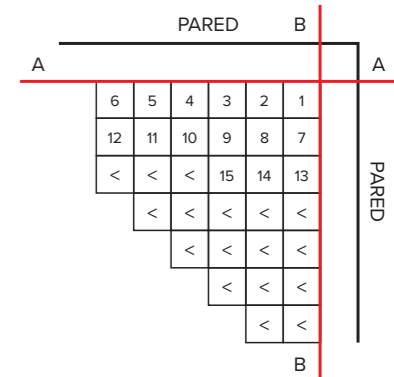 PARED B
A A
6 5 4 3 2 1
12 11 10 9 8 7
< < < 15 14 13
< < < < <
< < < <
< < <
< <
PARED
B